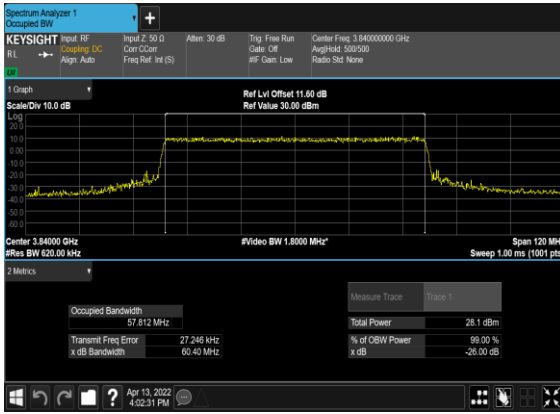 Spectrum Analyzer 1
Occupied BW
+
KEYSIGHT Input: RF Input Z: 50 Ω Atten: 30 dB Trig: Free Run Center Freq: 3.840000000 GHz
RL Coupling: DC Corr CCorr Gate: Off Avg|Hold: 500/500
Align: Auto Freq Ref: Int (S) #IF Gain: Low Radio Std: None
1 Graph
Ref Lvl Offset 11.60 dB
Scale/Div 10.0 dB Ref Value 30.00 dBm
Log
20.0
10.0
0.00
-10.0
-20.0
-30.0
-40.0
-50.0
-60.0
Center 3.84000 GHz #Video BW 1.8000 MHz* Span 120 MH
#Res BW 620.00 kHz Sweep 1.00 ms (1001 pts
2 Metrics
Measure Trace Trace 1
Occupied Bandwidth
57.812 MHz Total Power 28.1 dBm
Transmit Freq Error 27.246 kHz % of OBW Power 99.00 %
x dB Bandwidth 60.40 MHz x dB -26.00 dB
? Apr 13, 2022
4:02:31 PM